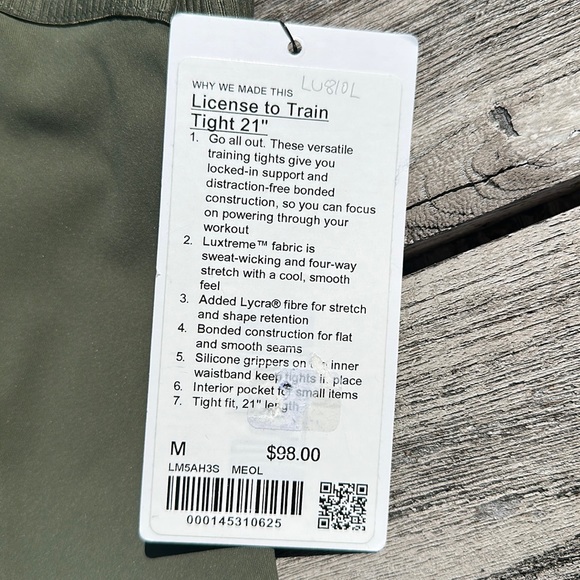 WHY WE MADE THIS LU810L
License to Train
Tight 21"
1. Go all out. These versatile
training tights give you
locked-in support and
distraction-free bonded
construction, so you can focus
on powering through your
workout
2. Luxtreme™ fabric is
sweat-wicking and four-way
stretch with a cool, smooth
feel
3. Added Lycra® fibre for stretch
and shape retention
4. Bonded construction for flat
and smooth seams
5. Silicone grippers on the inner
waistband keep tights in place
6. Interior pocket for small items
7. Tight fit, 21" length
M $98.00
LM5AH3S MEOL
000145310625